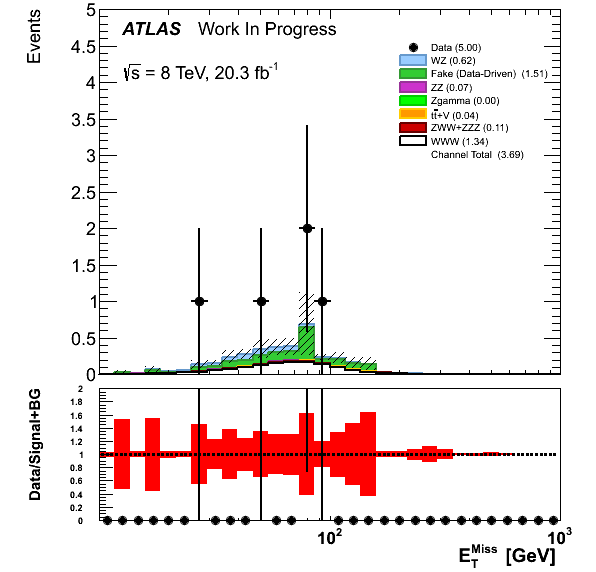 Events
5
4.5
4
3.5
3
2.5
2
1.5
1
0.5
0
ATLAS Work In Progress
√s = 8 TeV, 20.3 fb⁻¹
Data (5.00)
WZ (0.62)
Fake (Data-Driven) (1.51)
ZZ (0.07)
Zgamma (0.00)
tt̄+V (0.04)
ZWW+ZZZ (0.11)
WWW (1.34)
Channel Total (3.69)
Data/Signal+BG
2
1.8
1.6
1.4
1.2
1
0.8
0.6
0.4
0.2
0
10²
10³
E_T^Miss [GeV]